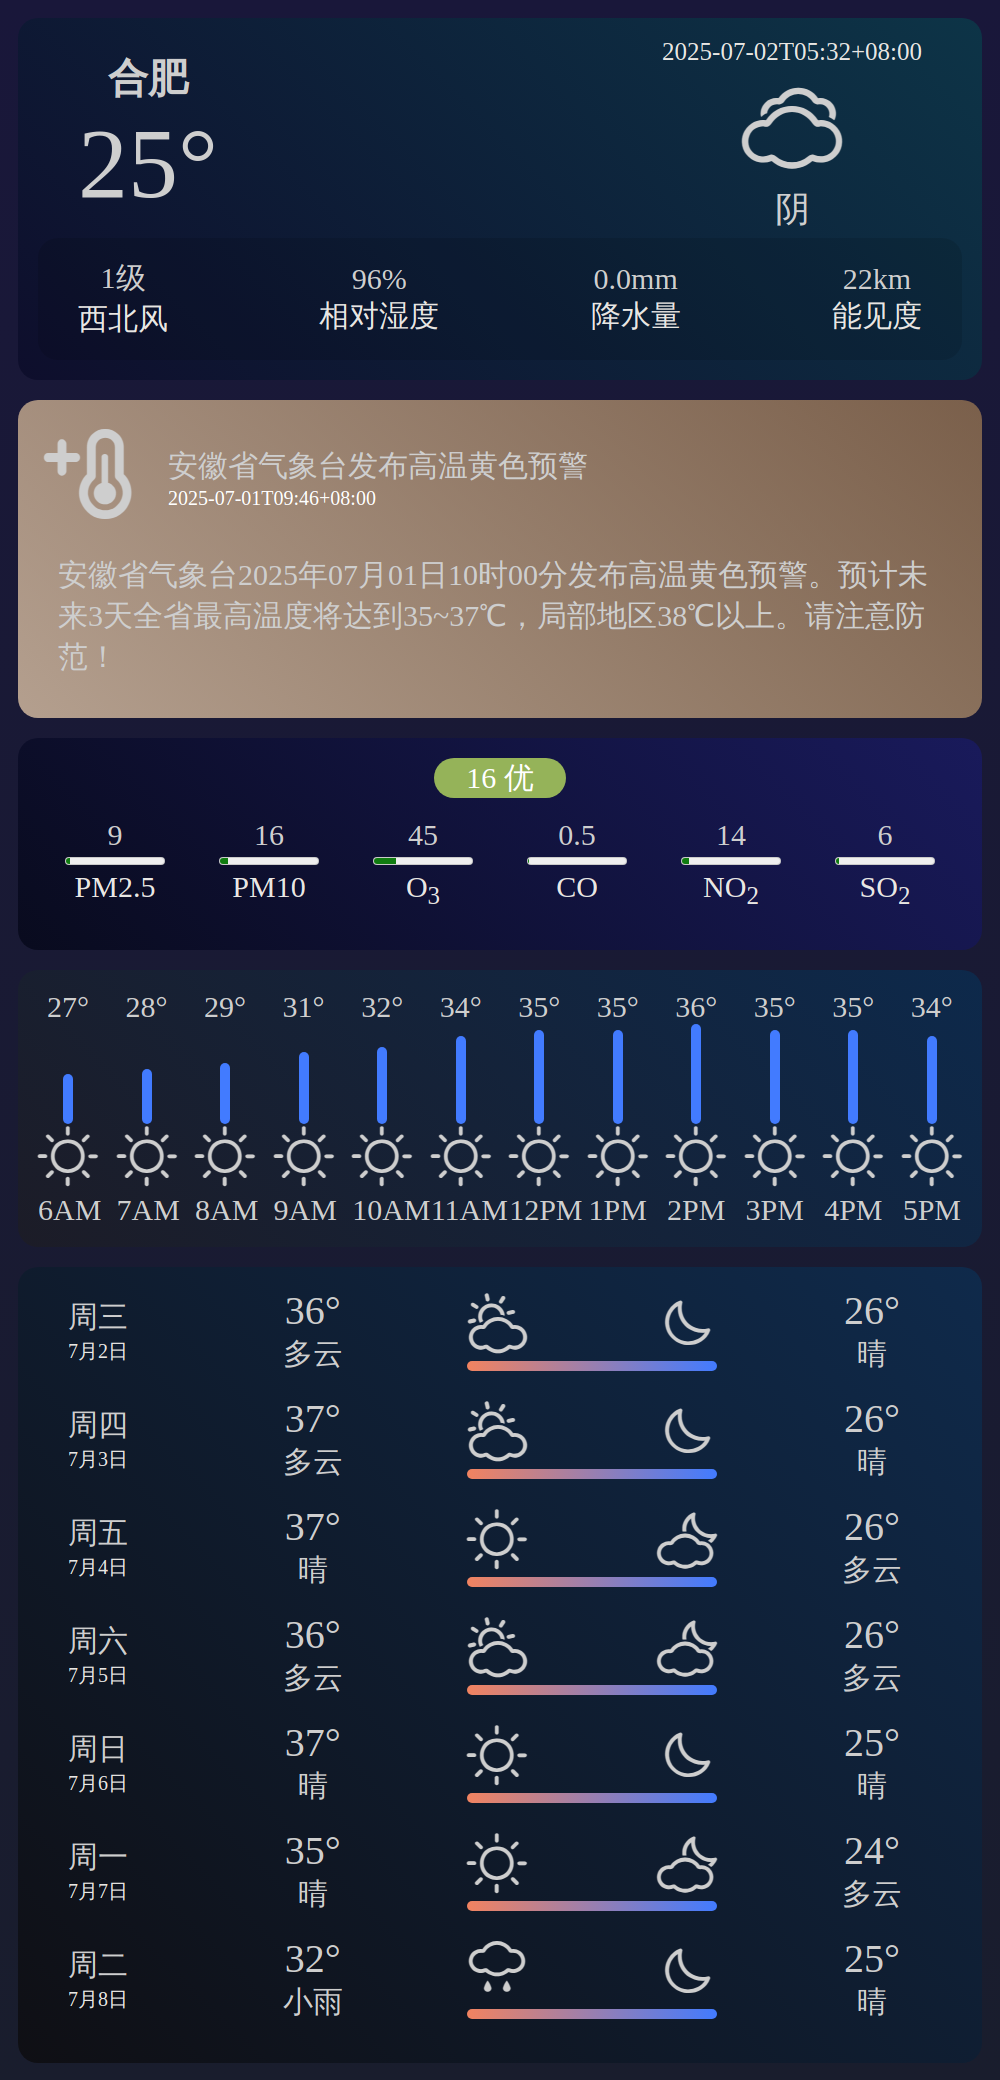 合肥
25°
2025-07-02T05:32+08:00
阴
1级 96% 0.0mm 22km
西北风 相对湿度 降水量 能见度
安徽省气象台发布高温黄色预警
2025-07-01T09:46+08:00
安徽省气象台2025年07月01日10时00分发布高温黄色预警。预计未
来3天全省最高温度将达到35~37℃，局部地区38℃以上。请注意防
范！
16 优
9 16 45 0.5 14 6
PM2.5 PM10 O3 CO NO2 SO2
27° 28° 29° 31° 32° 34° 35° 35° 36° 35° 35° 34°
6AM 7AM 8AM 9AM 10AM 11AM 12PM 1PM 2PM 3PM 4PM 5PM
周三 36° 26°
7月2日 多云 晴
周四 37° 26°
7月3日 多云 晴
周五 37° 26°
7月4日 晴 多云
周六 36° 26°
7月5日 多云 多云
周日 37° 25°
7月6日 晴 晴
周一 35° 24°
7月7日 晴 多云
周二 32° 25°
7月8日 小雨 晴